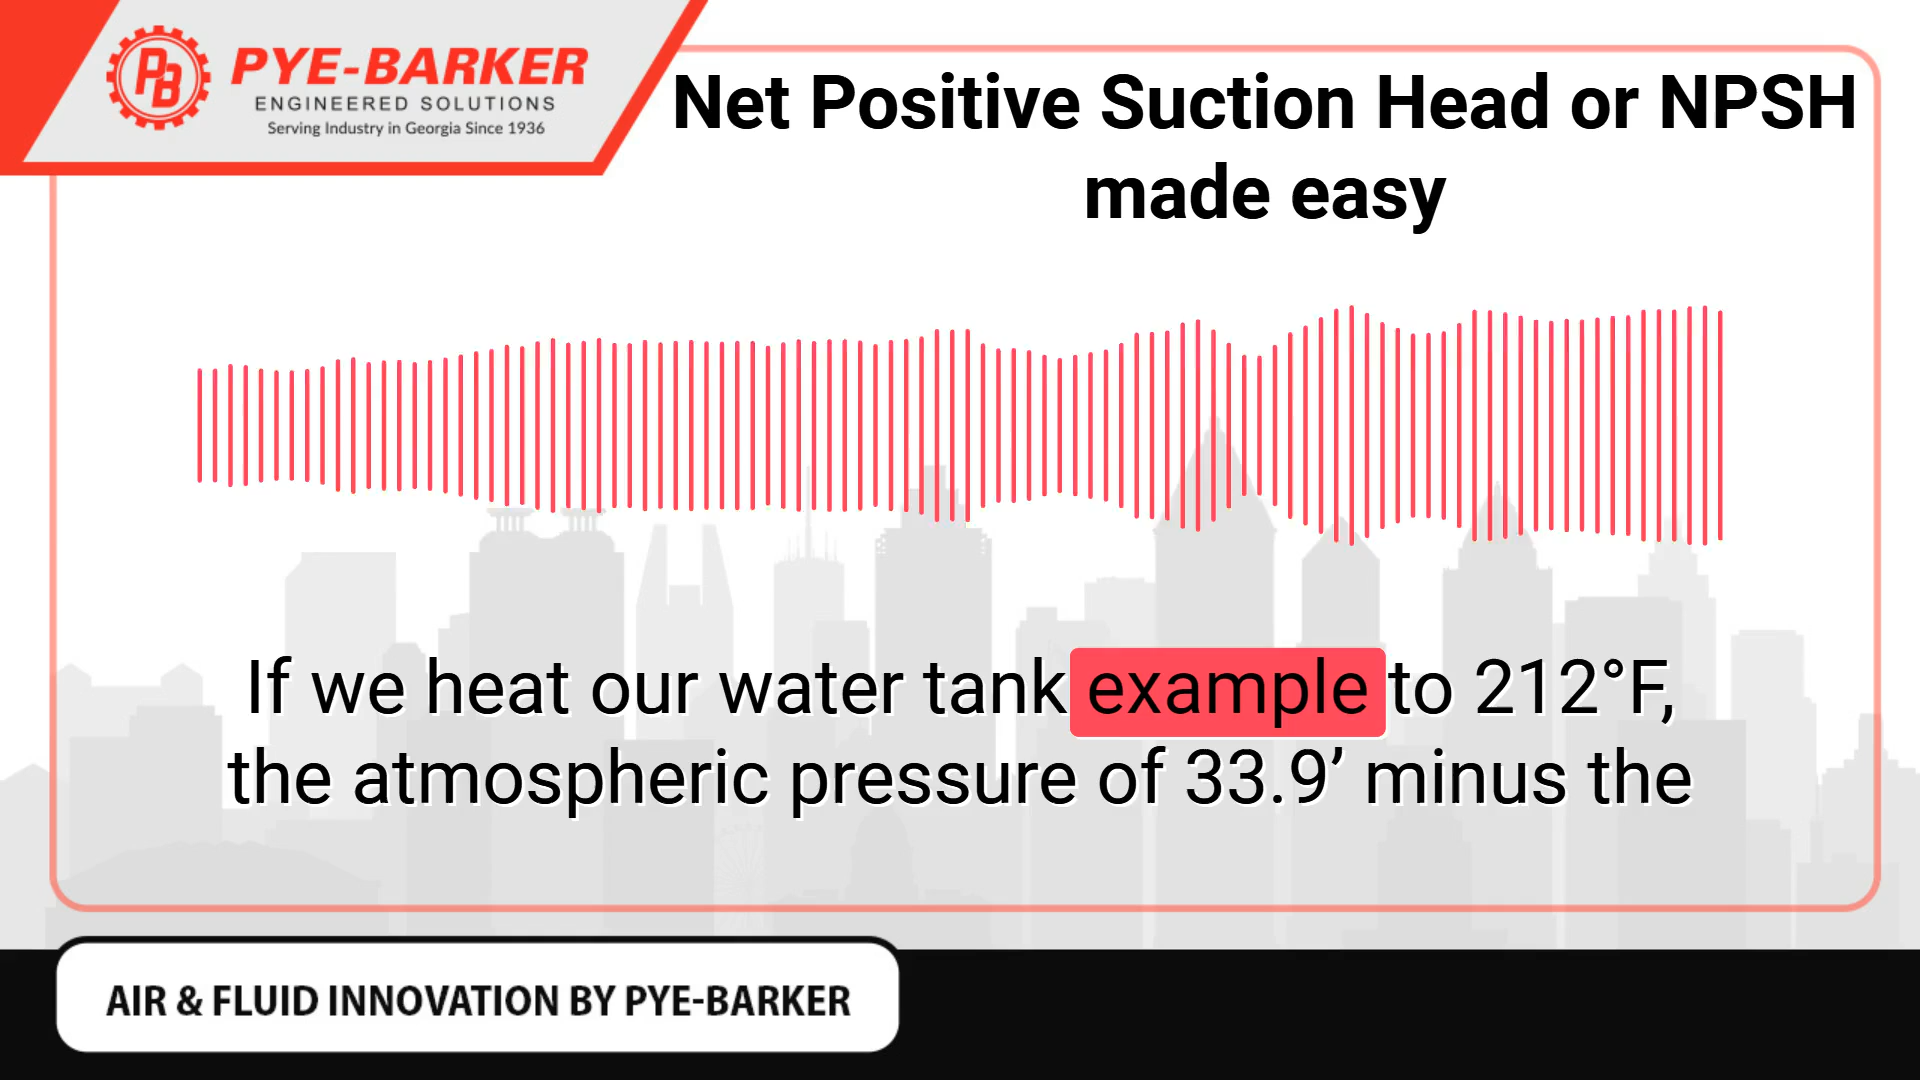 PB
PYE-BARKER
ENGINEERED SOLUTIONS
Serving Industry in Georgia Since 1936
Net Positive Suction Head or NPSH
made easy
If we heat our water tank example to 212°F,
the atmospheric pressure of 33.9’ minus the
AIR & FLUID INNOVATION BY PYE-BARKER